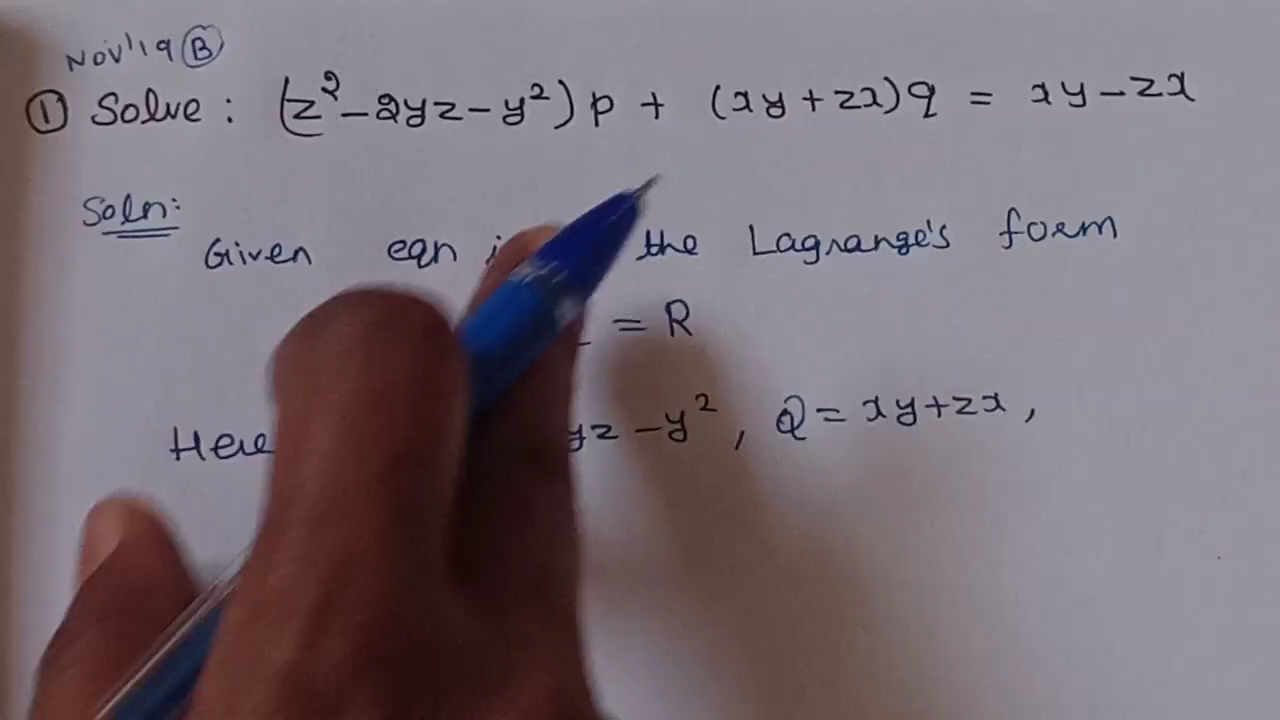 Nov'19 B
① Solve: (z² - 2yz - y²) p + (xy + zx) q = xy - zx
Soln:
Given eqn the Lagrange's form
= R
Here yz - y², Q = xy + zx,